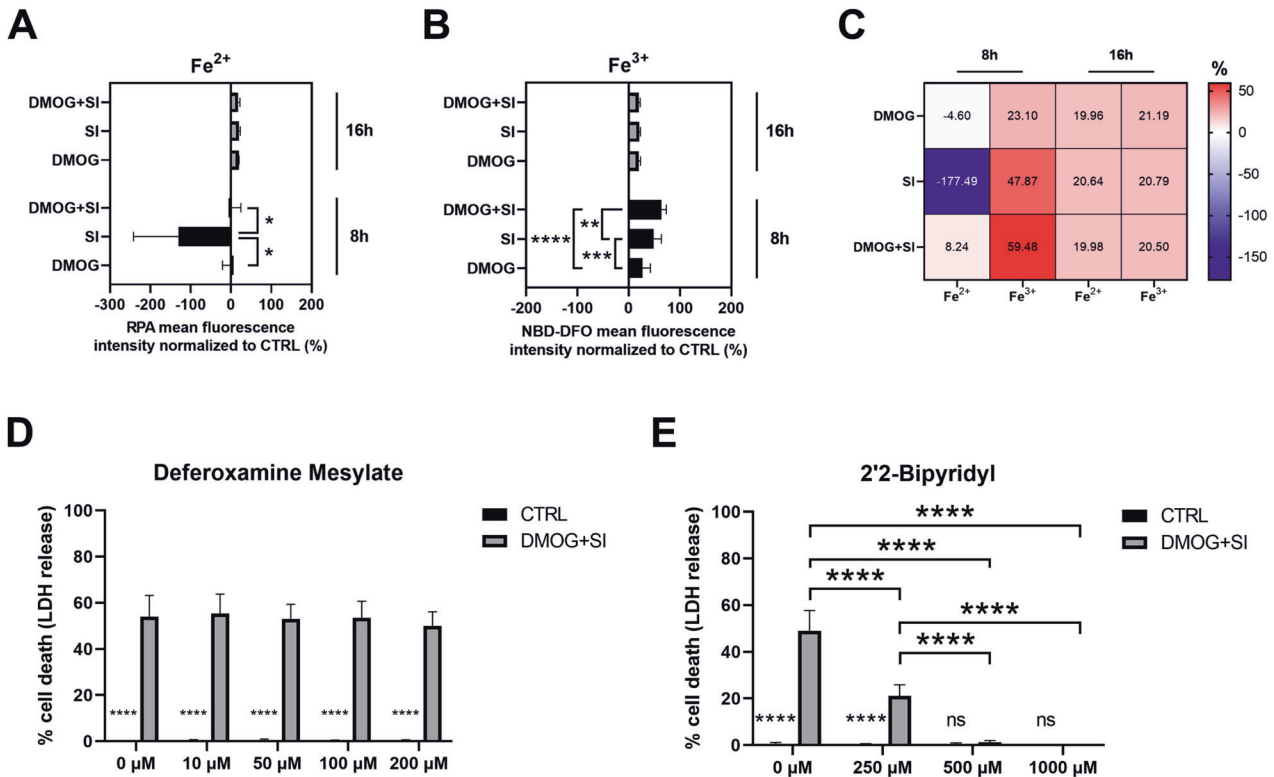 A
Fe2+
DMOG+SI
SI
DMOG
16h
DMOG+SI
SI
DMOG
8h
*
*
-300 -200 -100 0 100 200
RPA mean fluorescence
intensity normalized to CTRL (%)
B
Fe3+
DMOG+SI
SI
DMOG
16h
DMOG+SI
SI
DMOG
8h
****
**
***
-200 -100 0 100 200
NBD-DFO mean fluorescence
intensity normalized to CTRL (%)
C
8h 16h
%
DMOG -4.60 23.10 19.96 21.19
SI -177.49 47.87 20.64 20.79
DMOG+SI 8.24 59.48 19.98 20.50
Fe2+ Fe3+ Fe2+ Fe3+
50
0
-50
-100
-150
D
Deferoxamine Mesylate
% cell death (LDH release)
100
80
60
40
20
0
**** **** **** **** ****
0 µM 10 µM 50 µM 100 µM 200 µM
CTRL
DMOG+SI
E
2'2-Bipyridyl
% cell death (LDH release)
100
80
60
40
20
0
****
****
****
****
****
**** **** ns ns
0 µM 250 µM 500 µM 1000 µM
CTRL
DMOG+SI